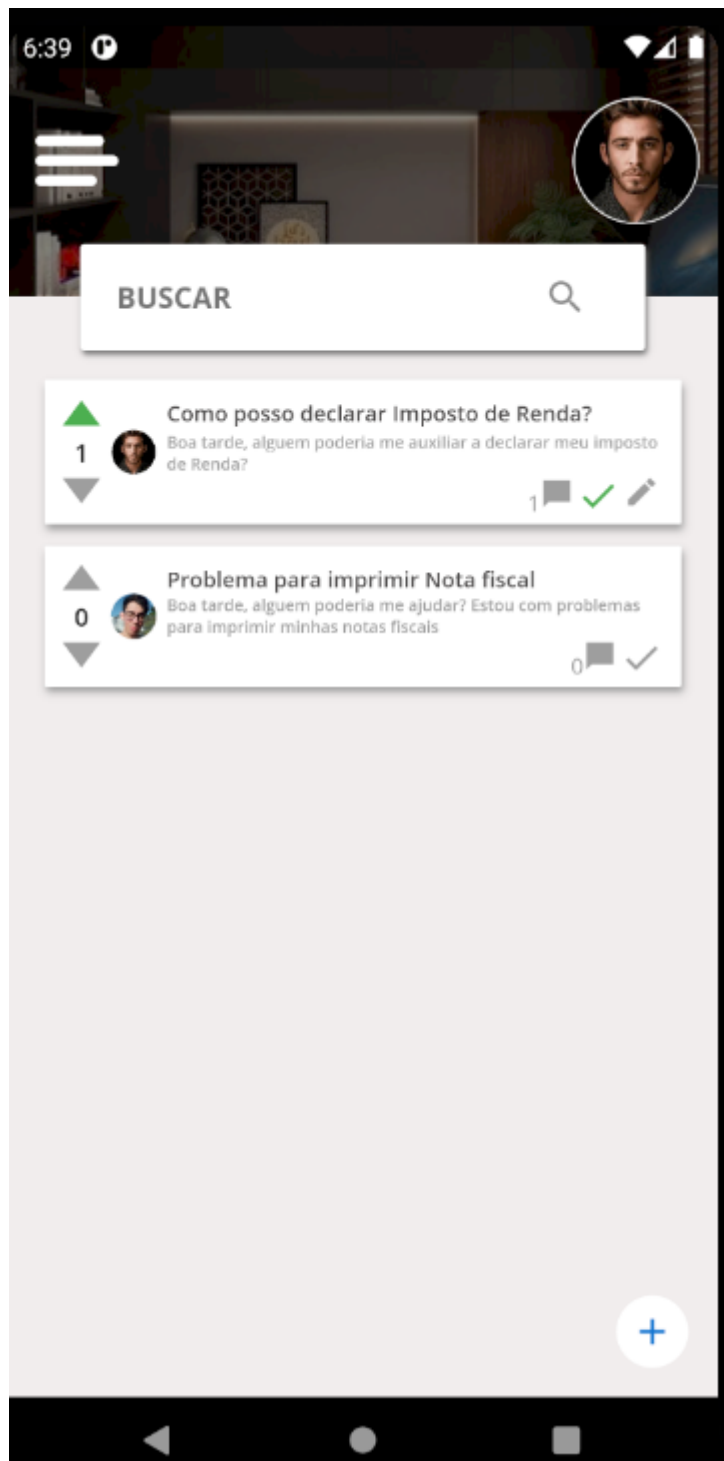 6:39
BUSCAR
Como posso declarar Imposto de Renda?
1
Boa tarde, alguem poderia me auxiliar a declarar meu imposto
de Renda?
1
Problema para imprimir Nota fiscal
0
Boa tarde, alguem poderia me ajudar? Estou com problemas
para imprimir minhas notas fiscais
0